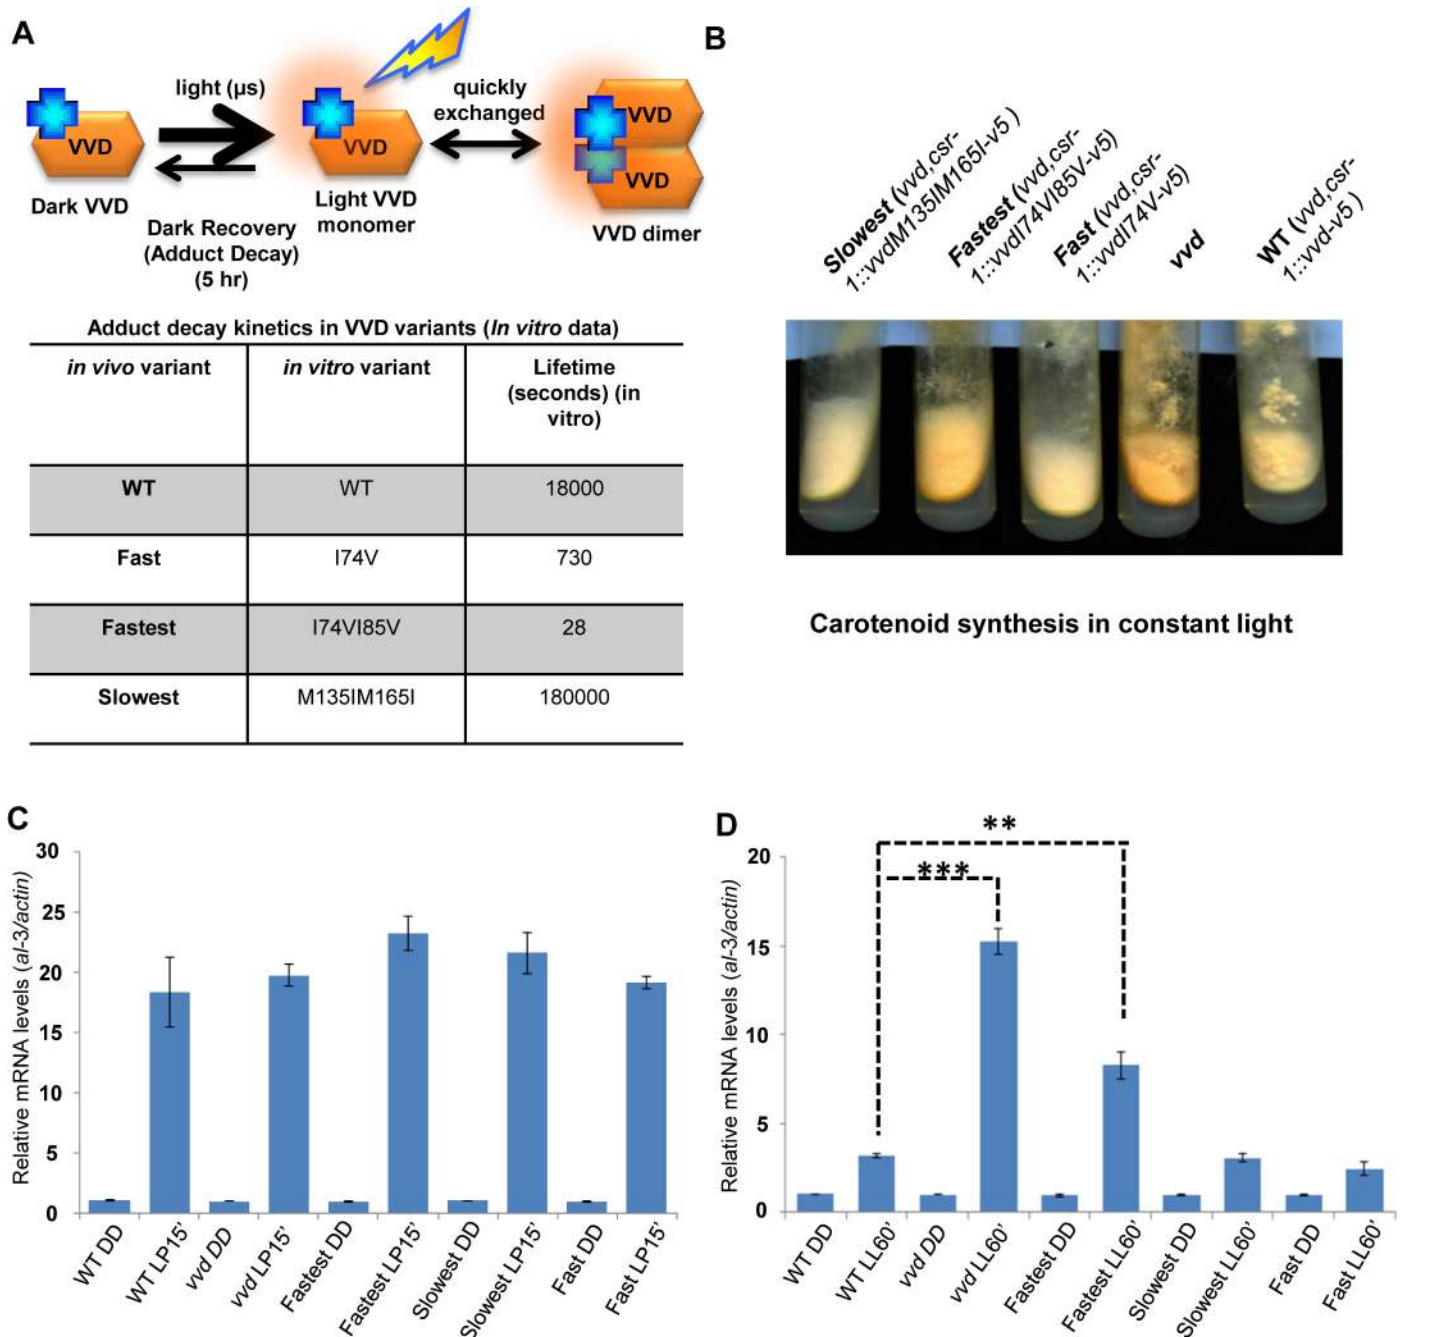 A
light (µs)
quickly
exchanged
VVD
VVD
VVD
VVD
Dark VVD
Light VVD
monomer
VVD dimer
Dark Recovery
(Adduct Decay)
(5 hr)
Adduct decay kinetics in VVD variants (In vitro data)
in vivo variant
in vitro variant
Lifetime
(seconds) (in
vitro)
WT
WT
18000
Fast
I74V
730
Fastest
I74VI85V
28
Slowest
M135IM165I
180000
B
Slowest (vvd,csr-
1::vvdM135IM165I-v5 )
Fastest (vvd,csr-
1::vvdI74VI85V-v5)
Fast (vvd,csr-
1::vvdI74V-v5)
vvd
WT (vvd,csr-
1::vvd-v5 )
Carotenoid synthesis in constant light
C
Relative mRNA levels (al-3/actin)
30
25
20
15
10
5
0
WT DD
WT LP15'
vvd DD
vvd LP15'
Fastest DD
Fastest LP15'
Slowest DD
Slowest LP15'
Fast DD
Fast LP15'
D
Relative mRNA levels (al-3/actin)
20
15
10
5
0
**
***
WT DD
WT LL60'
vvd DD
vvd LL60'
Fastest DD
Fastest LL60'
Slowest DD
Slowest LL60'
Fast DD
Fast LL60'